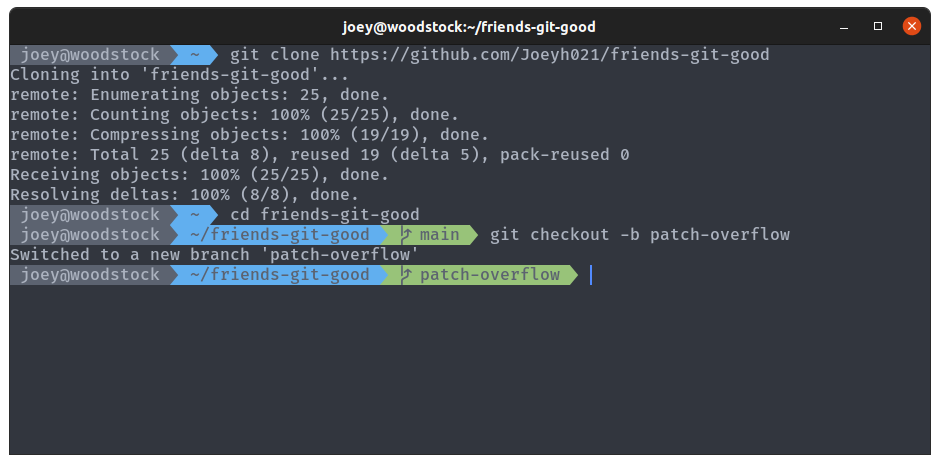 joey@woodstock:~/friends-git-good
joey@woodstock ~ git clone https://github.com/Joeyh021/friends-git-good
Cloning into 'friends-git-good'...
remote: Enumerating objects: 25, done.
remote: Counting objects: 100% (25/25), done.
remote: Compressing objects: 100% (19/19), done.
remote: Total 25 (delta 8), reused 19 (delta 5), pack-reused 0
Receiving objects: 100% (25/25), done.
Resolving deltas: 100% (8/8), done.
joey@woodstock ~ cd friends-git-good
joey@woodstock ~/friends-git-good main git checkout -b patch-overflow
Switched to a new branch 'patch-overflow'
joey@woodstock ~/friends-git-good patch-overflow